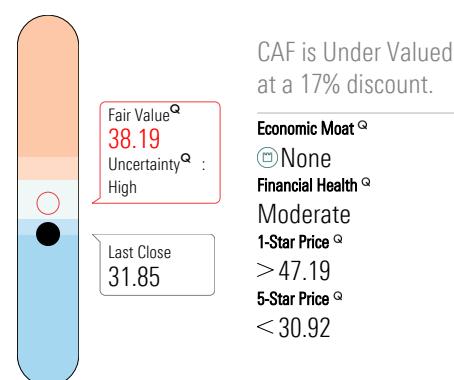 CAF is Under Valued
at a 17% discount.
Fair Value Q
38.19
Uncertainty Q :
High
Last Close
31.85
Economic Moat Q
None
Financial Health Q
Moderate
1-Star Price Q
>47.19
5-Star Price Q
<30.92